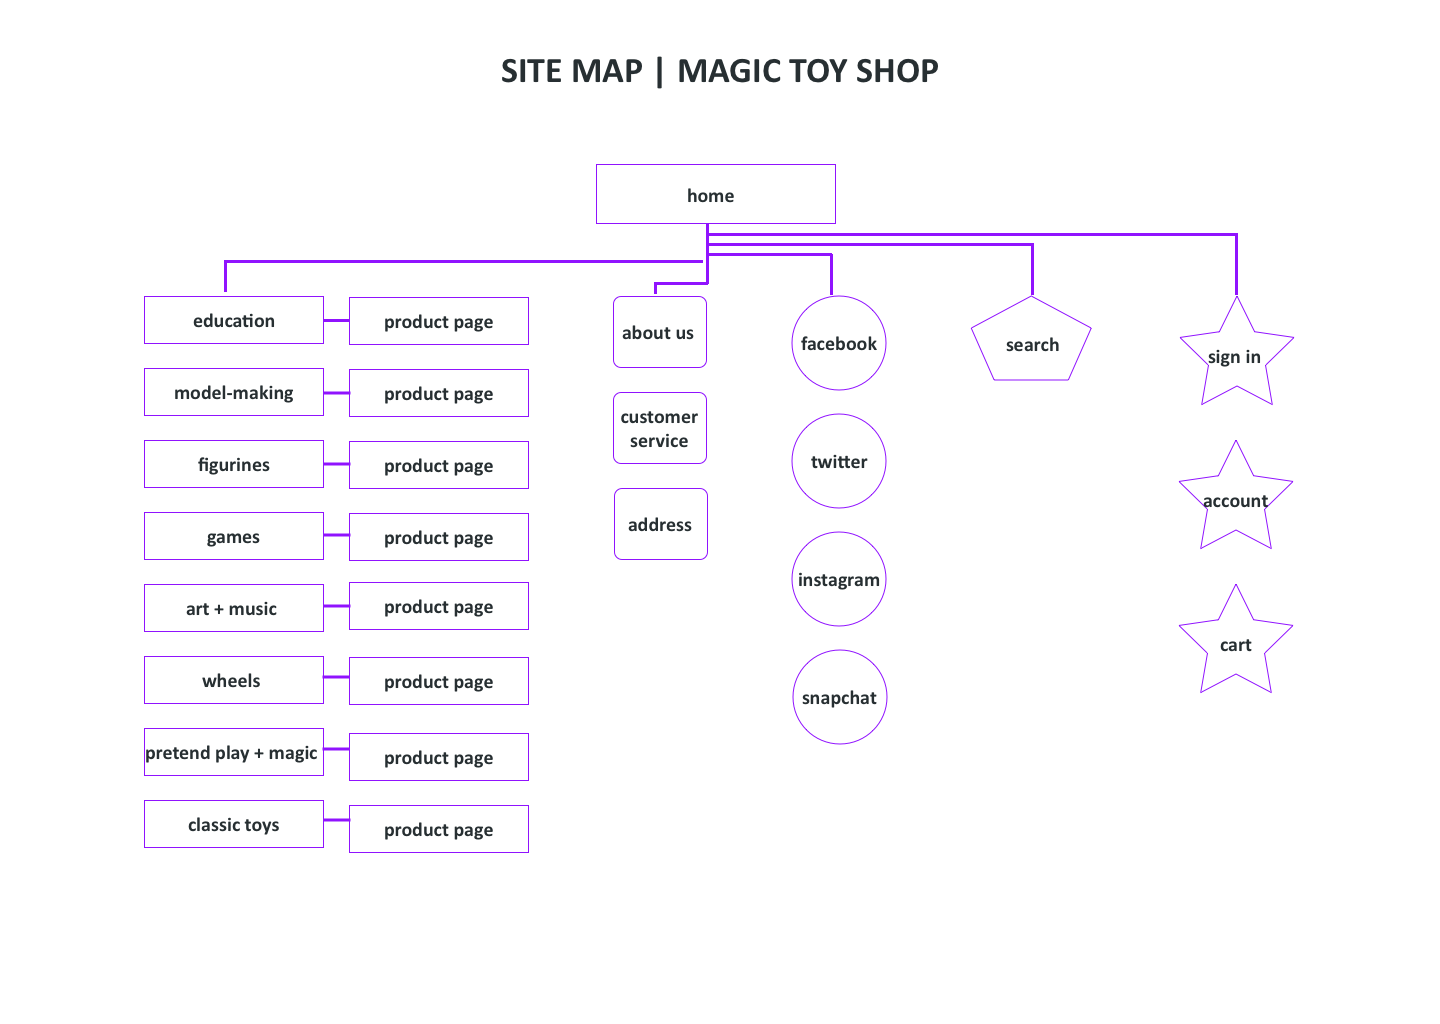 SITE MAP | MAGIC TOY SHOP
home
education
product page
model-making
product page
figurines
product page
games
product page
art + music
product page
wheels
product page
pretend play + magic
product page
classic toys
product page
about us
customer
service
address
facebook
twitter
instagram
snapchat
search
sign in
account
cart